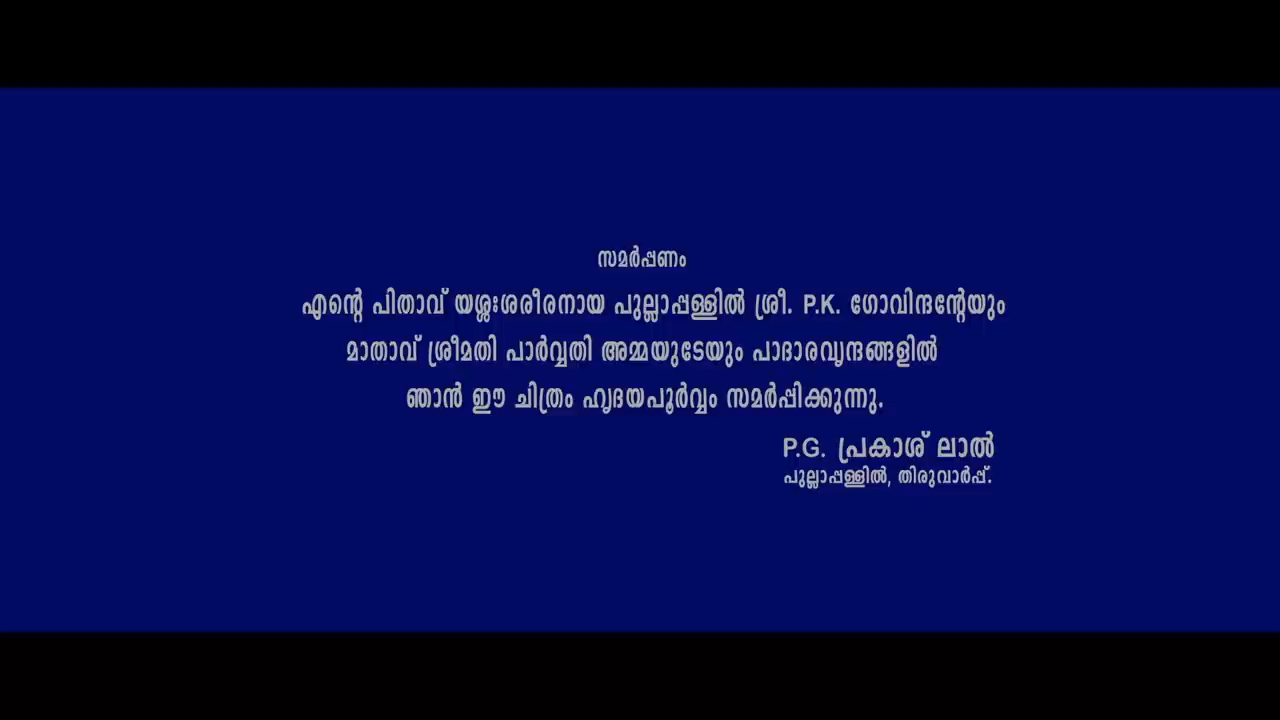 സമർപ്പണം
എന്റെ പിതാവ് യശ്ശഃശരീരനായ പുല്ലാപ്പള്ളിൽ ശ്രീ. P.K. ഗോവിന്ദന്റേയും
മാതാവ് ശ്രീമതി പാർവ്വതി അമ്മയുടേയും പാദാരവൃന്ദങ്ങളിൽ
ഞാൻ ഈ ചിത്രം ഹൃദയപൂർവ്വം സമർപ്പിക്കുന്നു.
P.G. പ്രകാശ് ലാൽ
പുല്ലാപ്പള്ളിൽ, തിരുവാർപ്പ്.